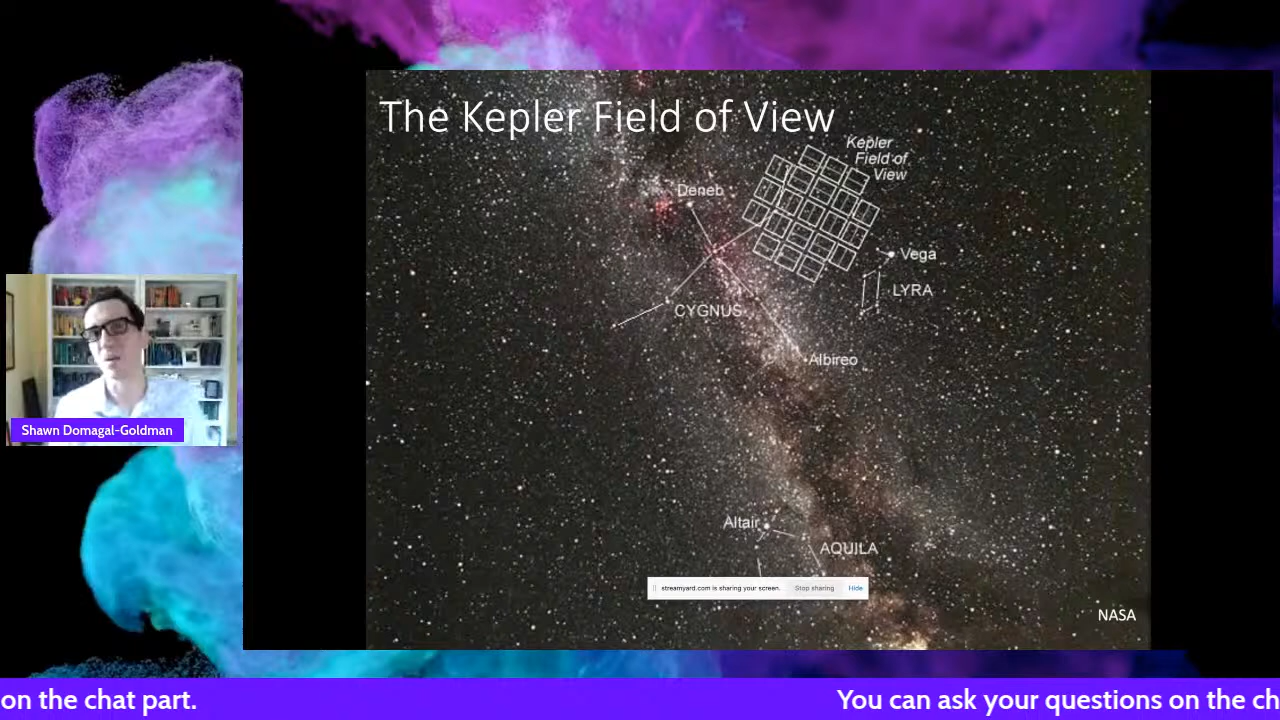 The Kepler Field of View
Kepler
Field of
View
Deneb
Vega
LYRA
CYGNUS
Albireo
Shawn Domagal-Goldman
Altair
AQUILA
streamyard.com is sharing your screen.
Stop sharing
Hide
NASA
on the chat part.
You can ask your questions on the ch